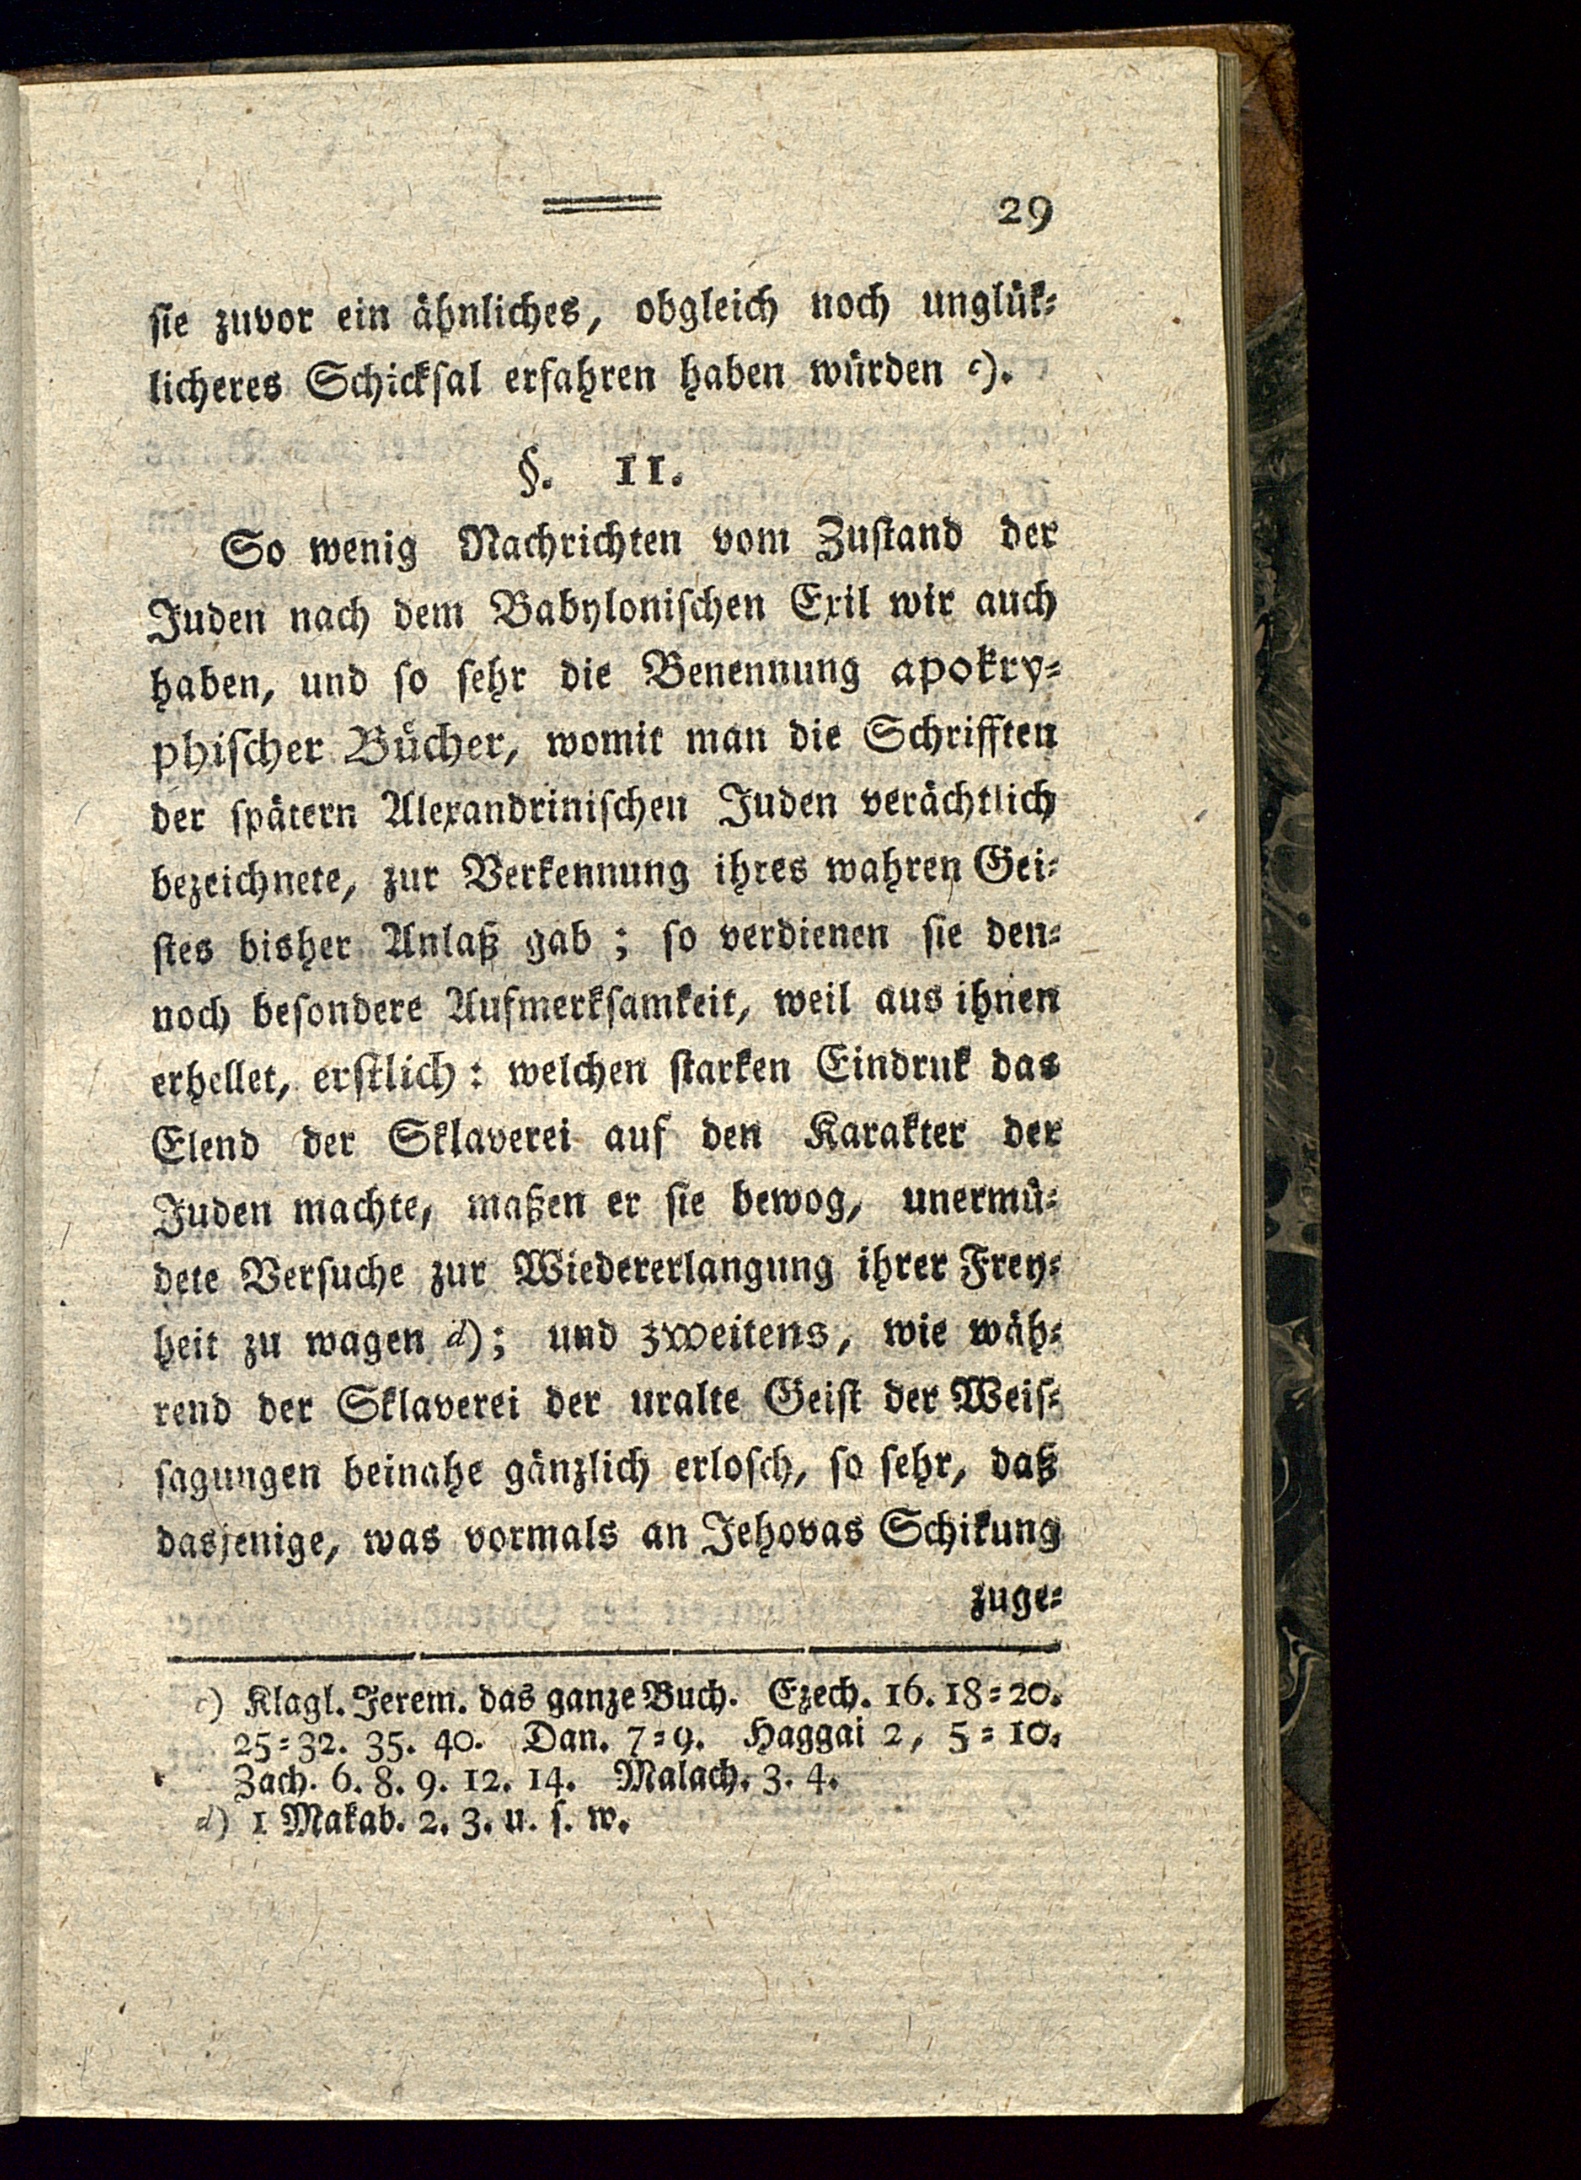 29
sie zuvor ein ähnliches, obgleich noch unglük-
licheres Schicksal erfahren haben würden c).
§. 11.
So wenig Nachrichten vom Zustand der
Juden nach dem Babylonischen Exil wir auch
haben, und so sehr die Benennung apokry-
phischer Bücher, womit man die Schrifften
der spätern Alexandrinischen Juden verächtlich
bezeichnete, zur Verkennung ihres wahren Gei-
stes bisher Anlaß gab ; so verdienen sie den-
noch besondere Aufmerksamkeit, weil aus ihnen
erhellet, erstlich : welchen starken Eindruk das
Elend der Sklaverei auf den Karakter der
Juden machte, maßen er sie bewog, unermü-
dete Versuche zur Wiedererlangung ihrer Frey-
heit zu wagen d); und zweitens, wie wäh-
rend der Sklaverei der uralte Geist der Weis-
sagungen beinahe gänzlich erlosch, so sehr, daß
dasjenige, was vormals an Jehovas Schikung
zuge-
c) Klagl. Jerem. das ganze Buch. Ezech. 16. 18-20.
25-32. 35. 40. Dan. 7-9. Haggai 2, 5-10.
Zach. 6. 8. 9. 12. 14. Malach. 3. 4.
d) 1 Makab. 2. 3. u. s. w.